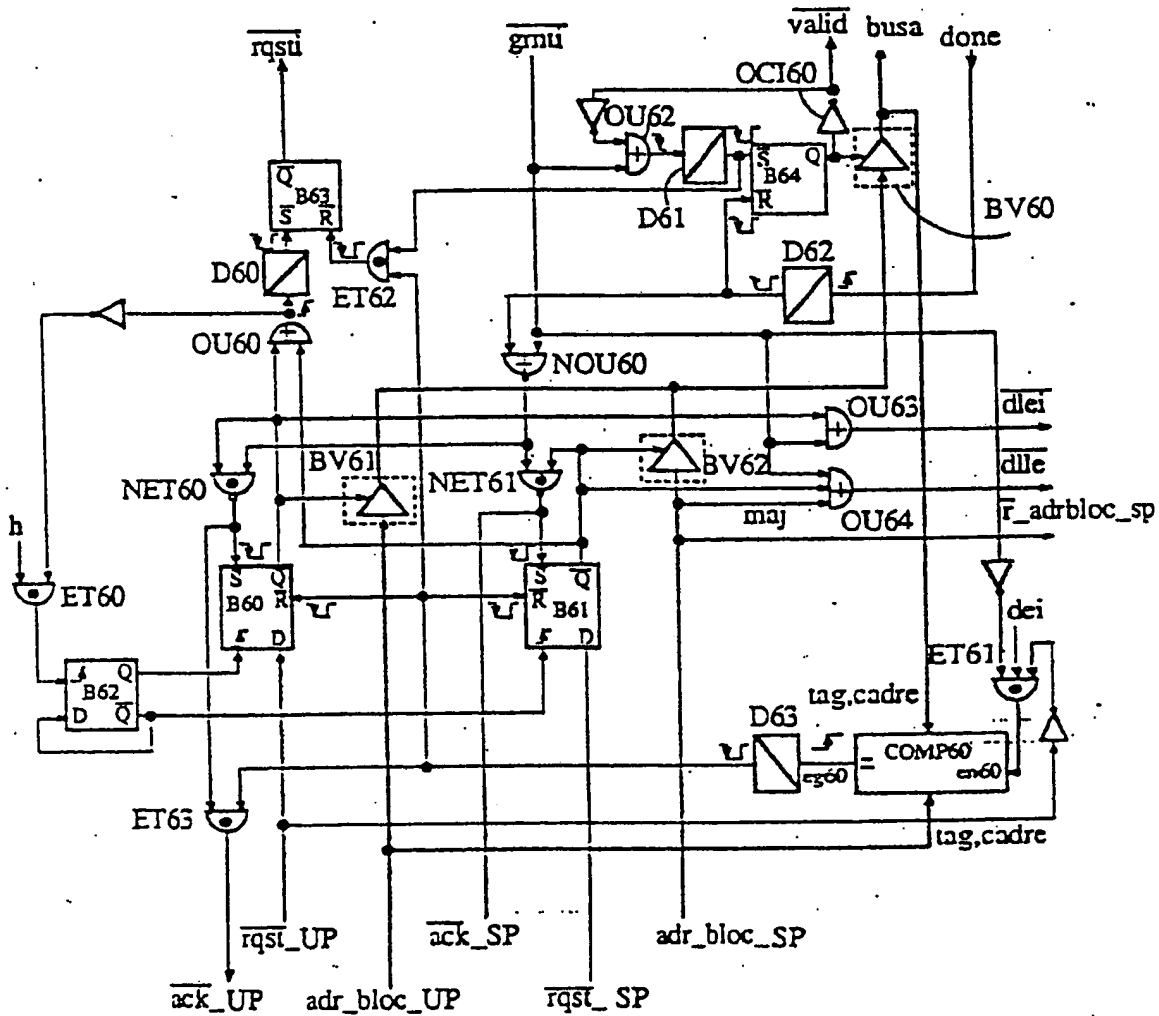 rqsti
grnti
valid
busa
done
OCI60
OU62
S
Q
B64
R
D61
BV60
D62
Q
B63
S
R
D60
ET62
OU60
NOU60
OU63
dlei
BV61
BV62
NET60
NET61
dlle
maj
OU64
r_adrbloc_sp
h
ET60
S
Q
B60
R
D
S
Q
R
B61
D
Q
B62
D
Q
dei
ET61
tag,cadre
D63
eg60
=
COMP60
en60
ET63
tag,cadre
rqst_UP
ack_SP
adr_bloc_SP
ack_UP
adr_bloc_UP
rqst_SP